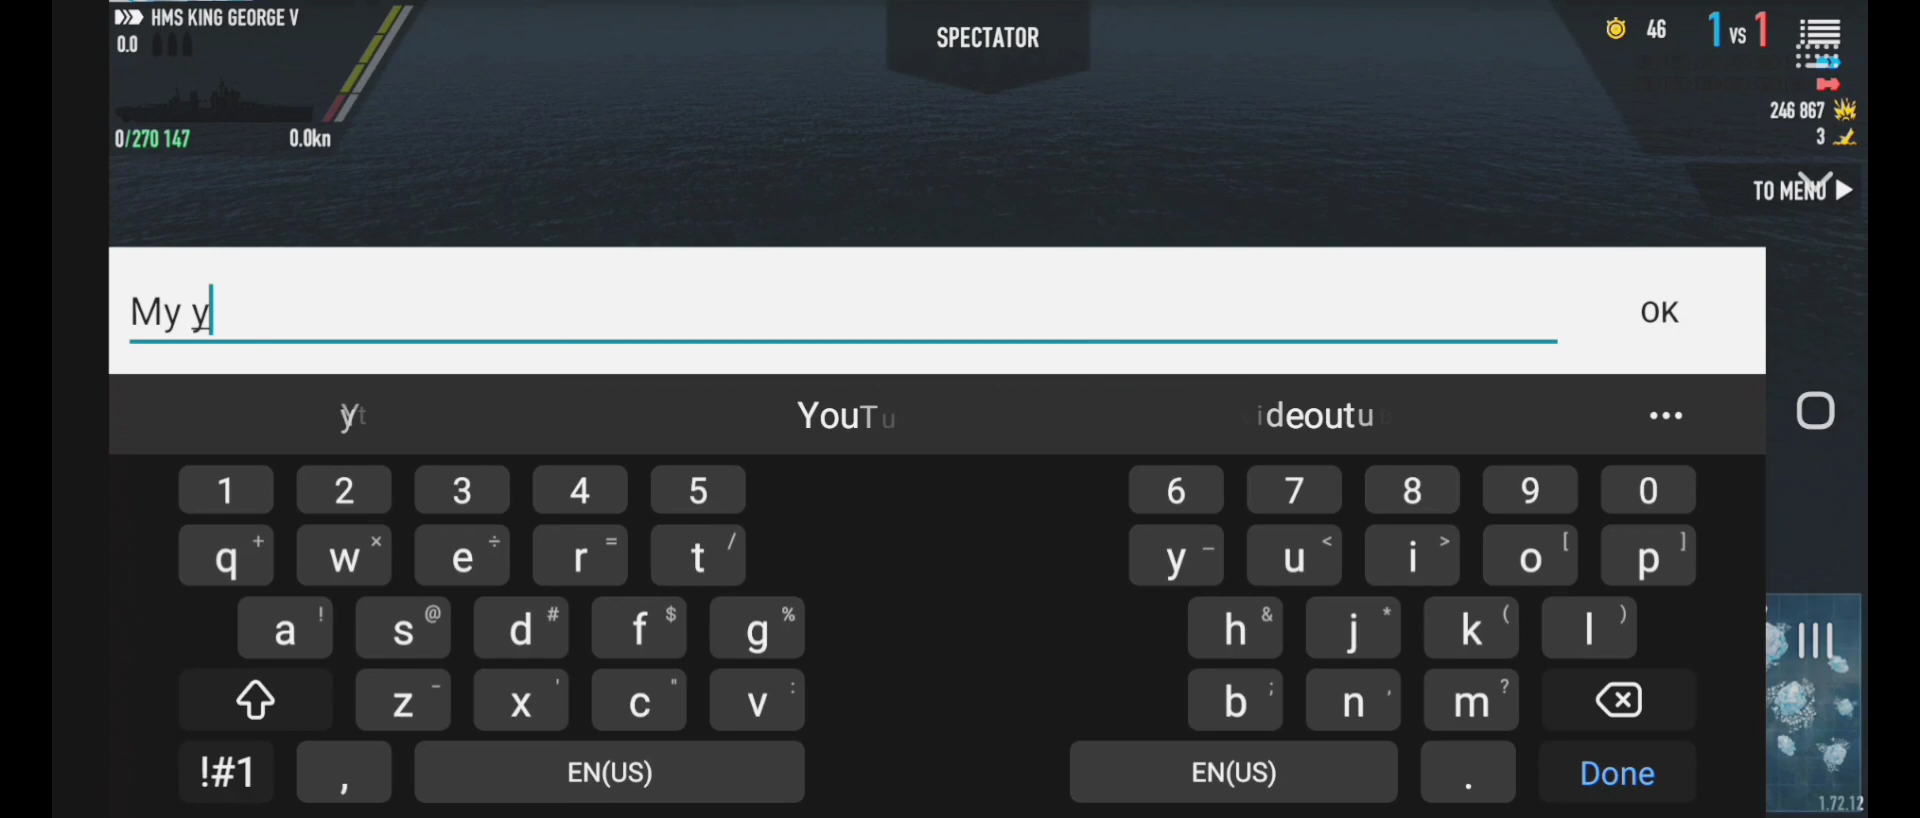 HMS KING GEORGE V
0.0
0/270 147
0.0kn
SPECTATOR
46
1 vs 1
246 867
3
TO MENU
My y
OK
YouTu
ideoutu
•••
1 2 3 4 5 6 7 8 9 0
q + w × e ÷ r = t / y _ u < i > o [ p ]
a ! s @ d # f $ g % h & j * k ( l )
z - x ' c " v : b ; n , m ?
!#1 , EN(US) EN(US) . Done
1.72.12